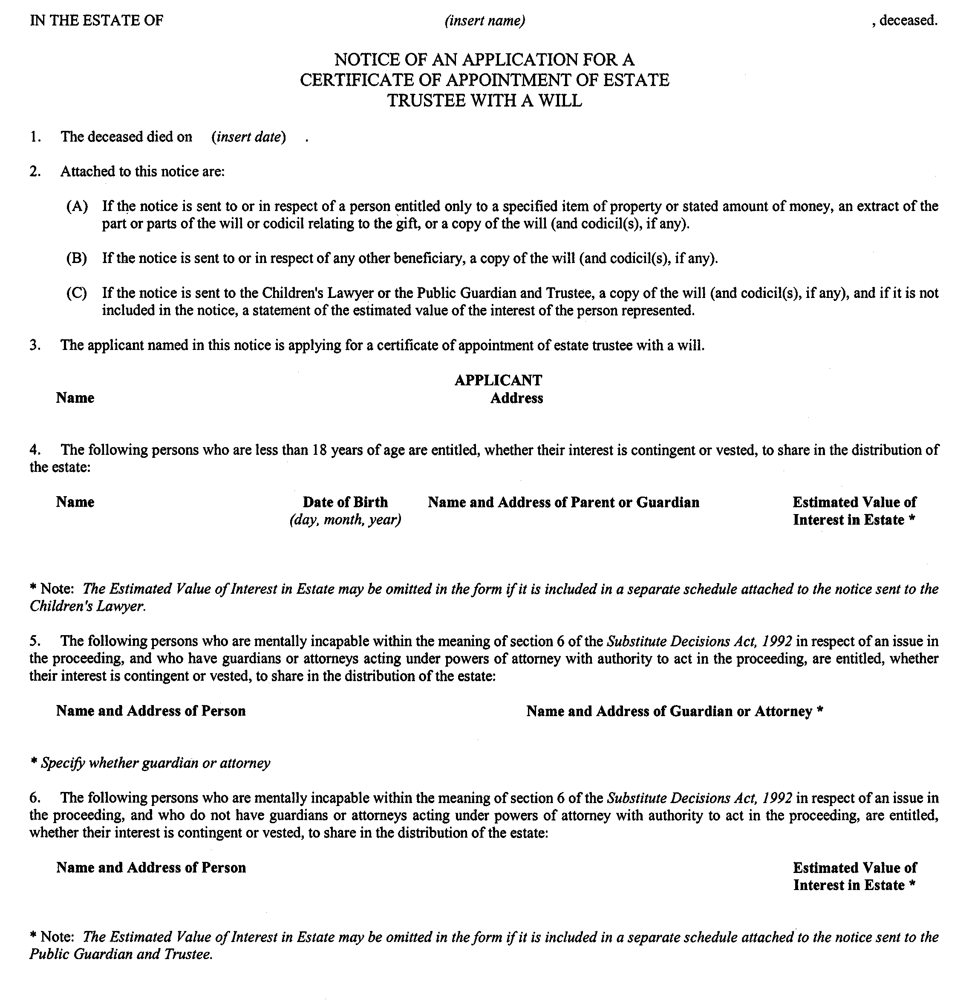 IN THE ESTATE OF (insert name) , deceased.
NOTICE OF AN APPLICATION FOR A
CERTIFICATE OF APPOINTMENT OF ESTATE
TRUSTEE WITH A WILL
1. The deceased died on (insert date) .
2. Attached to this notice are:
(A) If the notice is sent to or in respect of a person entitled only to a specified item of property or stated amount of money, an extract of the
part or parts of the will or codicil relating to the gift, or a copy of the will (and codicil(s), if any).
(B) If the notice is sent to or in respect of any other beneficiary, a copy of the will (and codicil(s), if any).
(C) If the notice is sent to the Children's Lawyer or the Public Guardian and Trustee, a copy of the will (and codicil(s), if any), and if it is not
included in the notice, a statement of the estimated value of the interest of the person represented.
3. The applicant named in this notice is applying for a certificate of appointment of estate trustee with a will.
APPLICANT
Name Address
4. The following persons who are less than 18 years of age are entitled, whether their interest is contingent or vested, to share in the distribution of
the estate:
Name Date of Birth Name and Address of Parent or Guardian Estimated Value of
(day, month, year) Interest in Estate *
* Note: The Estimated Value of Interest in Estate may be omitted in the form if it is included in a separate schedule attached to the notice sent to the
Children's Lawyer.
5. The following persons who are mentally incapable within the meaning of section 6 of the Substitute Decisions Act, 1992 in respect of an issue in
the proceeding, and who have guardians or attorneys acting under powers of attorney with authority to act in the proceeding, are entitled, whether
their interest is contingent or vested, to share in the distribution of the estate:
Name and Address of Person Name and Address of Guardian or Attorney *
* Specify whether guardian or attorney
6. The following persons who are mentally incapable within the meaning of section 6 of the Substitute Decisions Act, 1992 in respect of an issue in
the proceeding, and who do not have guardians or attorneys acting under powers of attorney with authority to act in the proceeding, are entitled,
whether their interest is contingent or vested, to share in the distribution of the estate:
Name and Address of Person Estimated Value of
Interest in Estate *
* Note: The Estimated Value of Interest in Estate may be omitted in the form if it is included in a separate schedule attached to the notice sent to the
Public Guardian and Trustee.